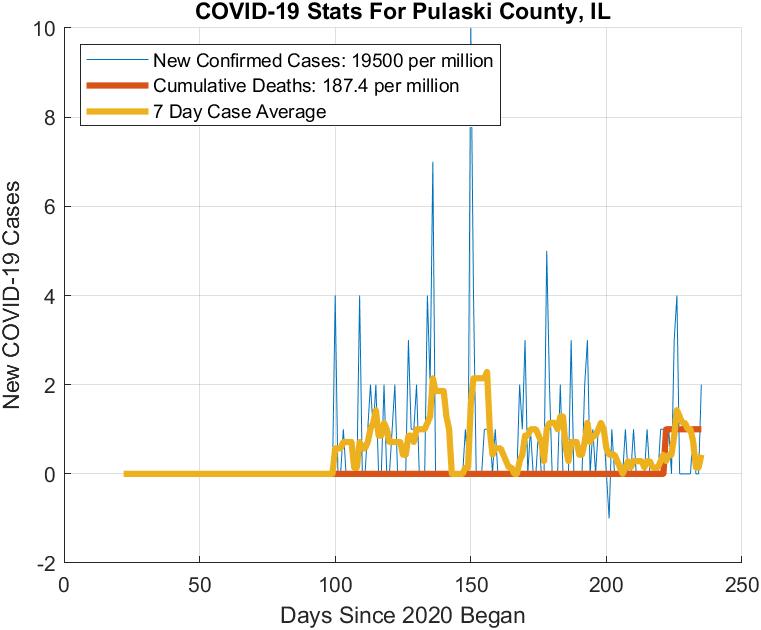 COVID-19 Stats For Pulaski County, IL
New Confirmed Cases: 19500 per million
Cumulative Deaths: 187.4 per million
7 Day Case Average
New COVID-19 Cases
10
8
6
4
2
0
-2
0 50 100 150 200 250
Days Since 2020 Began